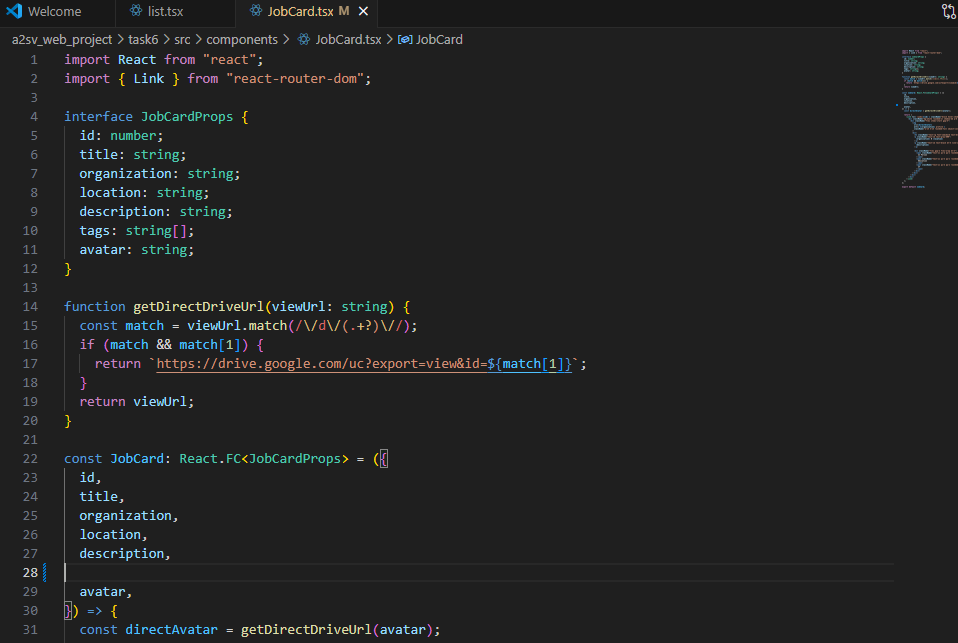 Welcome
list.tsx
JobCard.tsx M
a2sv_web_project > task6 > src > components > JobCard.tsx > JobCard
1 import React from "react";
2 import { Link } from "react-router-dom";
3
4 interface JobCardProps {
5 id: number;
6 title: string;
7 organization: string;
8 location: string;
9 description: string;
10 tags: string[];
11 avatar: string;
12 }
13
14 function getDirectDriveUrl(viewUrl: string) {
15 const match = viewUrl.match(/\/d\/(.+?)\//);
16 if (match && match[1]) {
17 return `https://drive.google.com/uc?export=view&id=${match[1]}`;
18 }
19 return viewUrl;
20 }
21
22 const JobCard: React.FC<JobCardProps> = ({
23 id,
24 title,
25 organization,
26 location,
27 description,
28
29 avatar,
30 }) => {
31 const directAvatar = getDirectDriveUrl(avatar);